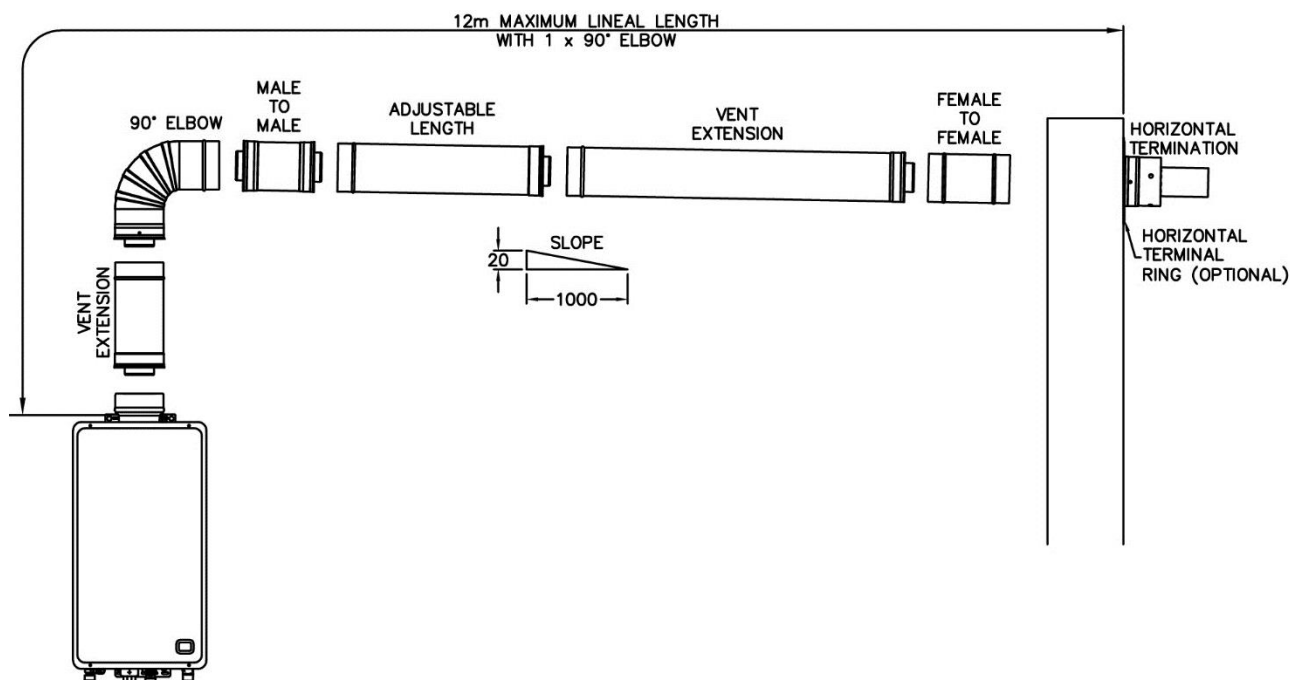 12m MAXIMUM LINEAL LENGTH
WITH 1 x 90° ELBOW
90° ELBOW
MALE
TO
MALE
ADJUSTABLE
LENGTH
VENT
EXTENSION
FEMALE
TO
FEMALE
HORIZONTAL
TERMINATION
HORIZONTAL
TERMINAL
RING (OPTIONAL)
SLOPE
20
1000
VENT
EXTENSION